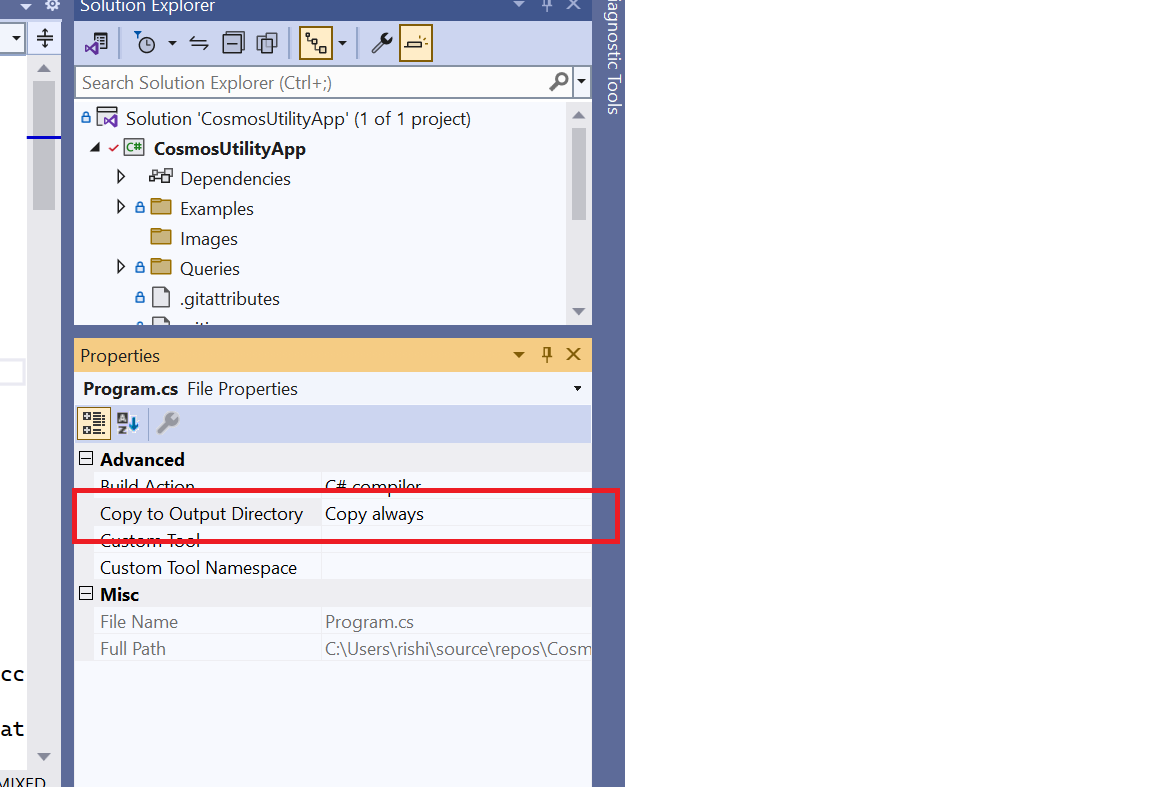 Solution Explorer
Search Solution Explorer (Ctrl+;)
Solution 'CosmosUtilityApp' (1 of 1 project)
C# CosmosUtilityApp
Dependencies
Examples
Images
Queries
.gitattributes
Properties
Program.cs File Properties
Advanced
Build Action C# compiler
Copy to Output Directory Copy always
Custom Tool
Custom Tool Namespace
Misc
File Name Program.cs
Full Path C:\Users\rishi\source\repos\Cosm
cc
at
MIXED
iagnostic Tools